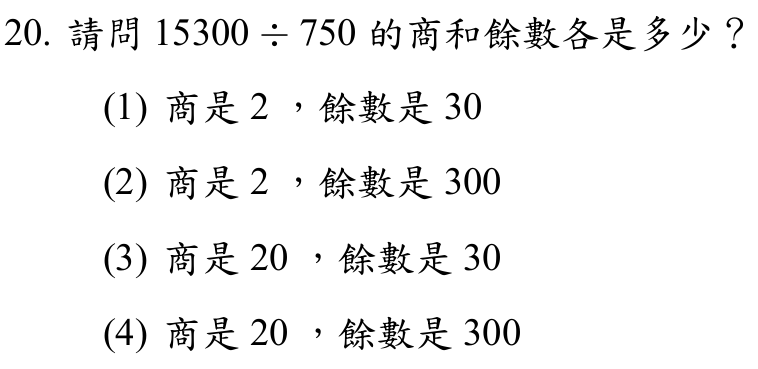 20. 請問 15300 ÷ 750 的商和餘數各是多少？
(1) 商是 2 ，餘數是 30
(2) 商是 2 ，餘數是 300
(3) 商是 20 ，餘數是 30
(4) 商是 20 ，餘數是 300